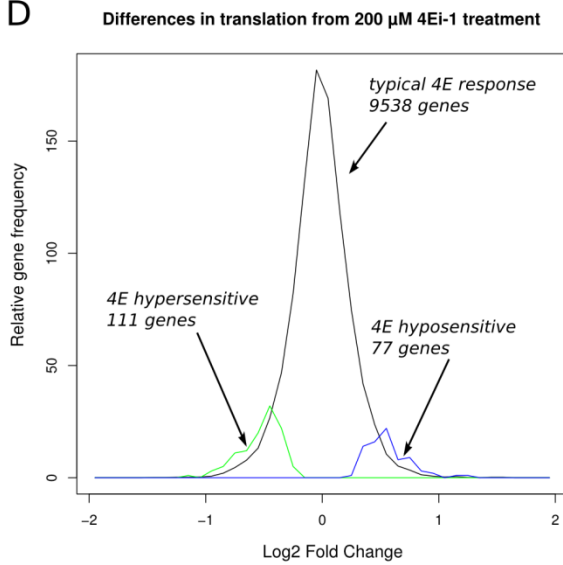 D
Differences in translation from 200 µM 4Ei-1 treatment
typical 4E response
9538 genes
4E hypersensitive
111 genes
4E hyposensitive
77 genes
Relative gene frequency
150
100
50
0
−2
−1
0
1
2
Log2 Fold Change